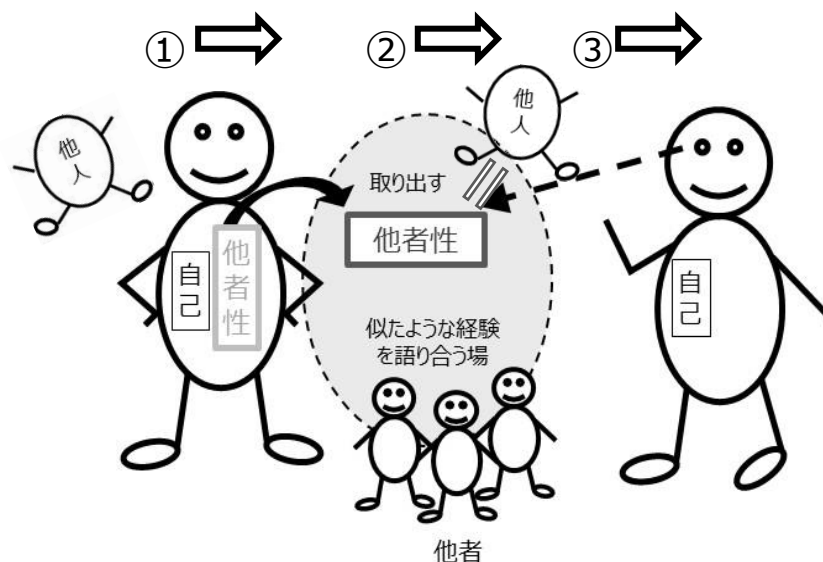 ① ② ③
他人
自己
他者性
取り出す
他者性
似たような経験
を語り合う場
他者
他人
自己